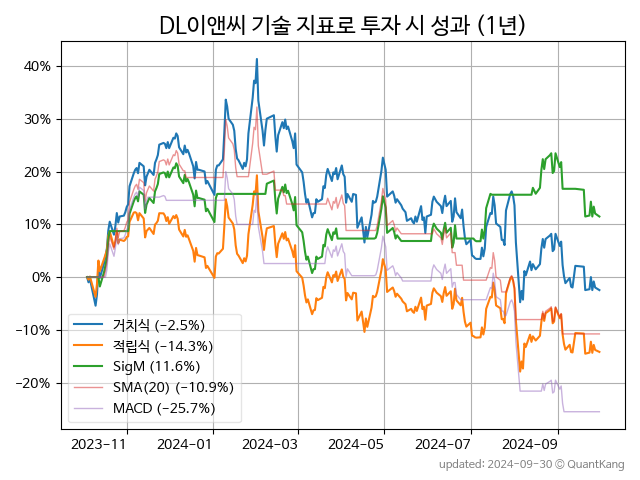 DL이앤씨 기술 지표로 투자 시 성과 (1년)
40%
30%
20%
10%
0%
−10%
−20%
거치식 (−2.5%)
적립식 (−14.3%)
SigM (11.6%)
SMA(20) (−10.9%)
MACD (−25.7%)
2023−11 2024−01 2024−03 2024−05 2024−07 2024−09
updated: 2024−09−30 © QuantKang